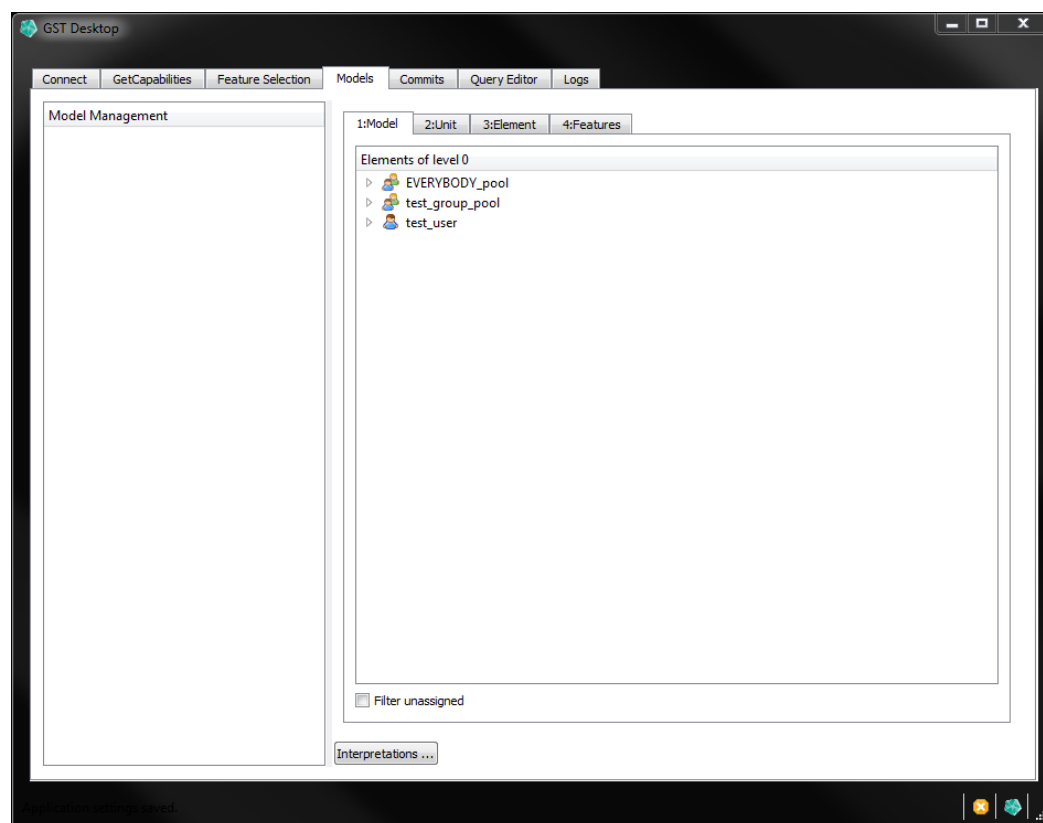 GST Desktop
Connect GetCapabilities Feature Selection Models Commits Query Editor Logs
Model Management
1:Model 2:Unit 3:Element 4:Features
Elements of level 0
EVERYBODY_pool
test_group_pool
test_user
Filter unassigned
Interpretations ...
Application settings saved.